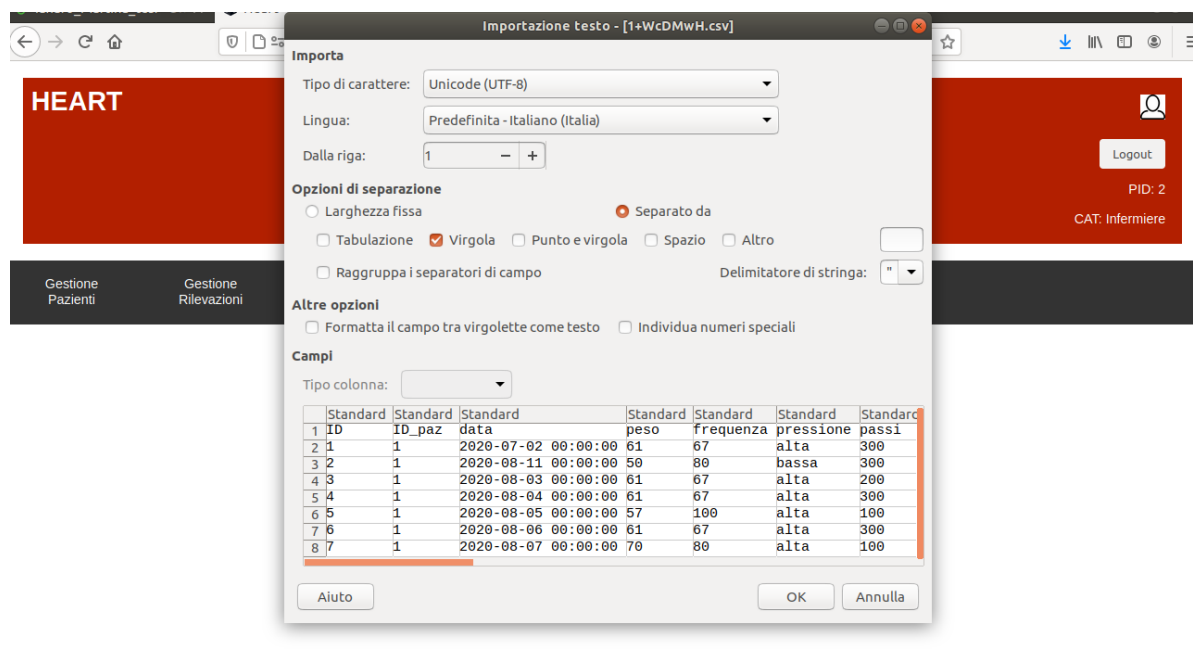 Importazione testo - [1+WcDMwH.csv]
Importa
Tipo di carattere: Unicode (UTF-8)
Lingua: Predefinita - Italiano (Italia)
Dalla riga: 1 − +
Opzioni di separazione
Larghezza fissa Separato da
Tabulazione Virgola Punto e virgola Spazio Altro
Raggruppa i separatori di campo Delimitatore di stringa: "
Altre opzioni
Formatta il campo tra virgolette come testo Individua numeri speciali
Campi
Tipo colonna:
Standard Standard Standard Standard Standard Standard Standard
1 ID ID_paz data peso frequenza pressione passi
2 1 1 2020-07-02 00:00:00 61 67 alta 300
3 2 1 2020-08-11 00:00:00 50 80 bassa 300
4 3 1 2020-08-03 00:00:00 61 67 alta 200
5 4 1 2020-08-04 00:00:00 61 67 alta 300
6 5 1 2020-08-05 00:00:00 57 100 alta 100
7 6 1 2020-08-06 00:00:00 61 67 alta 300
8 7 1 2020-08-07 00:00:00 70 80 alta 100
Aiuto OK Annulla
HEART
Logout
PID: 2
CAT: Infermiere
Gestione
Pazienti
Gestione
Rilevazioni